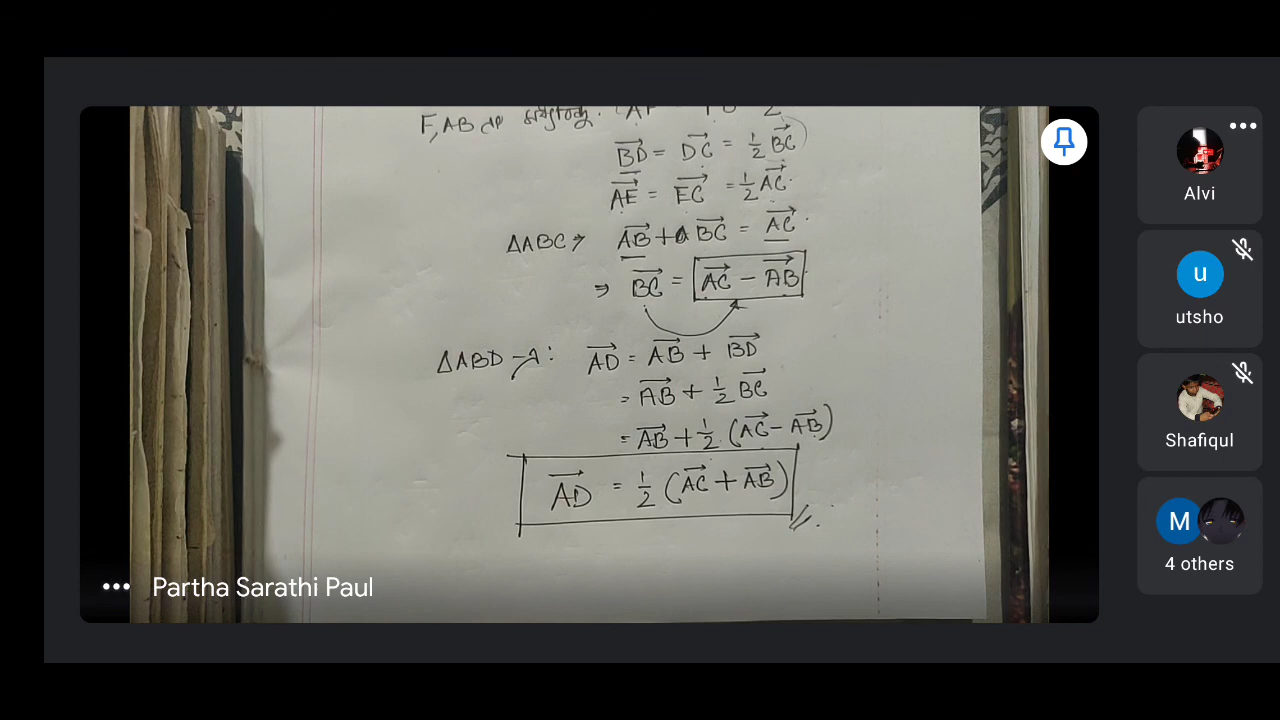 F, AB এর মধ্যবিন্দু.
BD = DC = 1/2 BC
AE = EC = 1/2 AC
ΔABC ⇒ AB + BC = AC
⇒ BC = AC − AB
ΔABD −এ: AD = AB + BD
= AB + 1/2 BC
= AB + 1/2 (AC − AB)
AD = 1/2 (AC + AB)
Partha Sarathi Paul
Alvi
u
utsho
Shafiqul
M
4 others